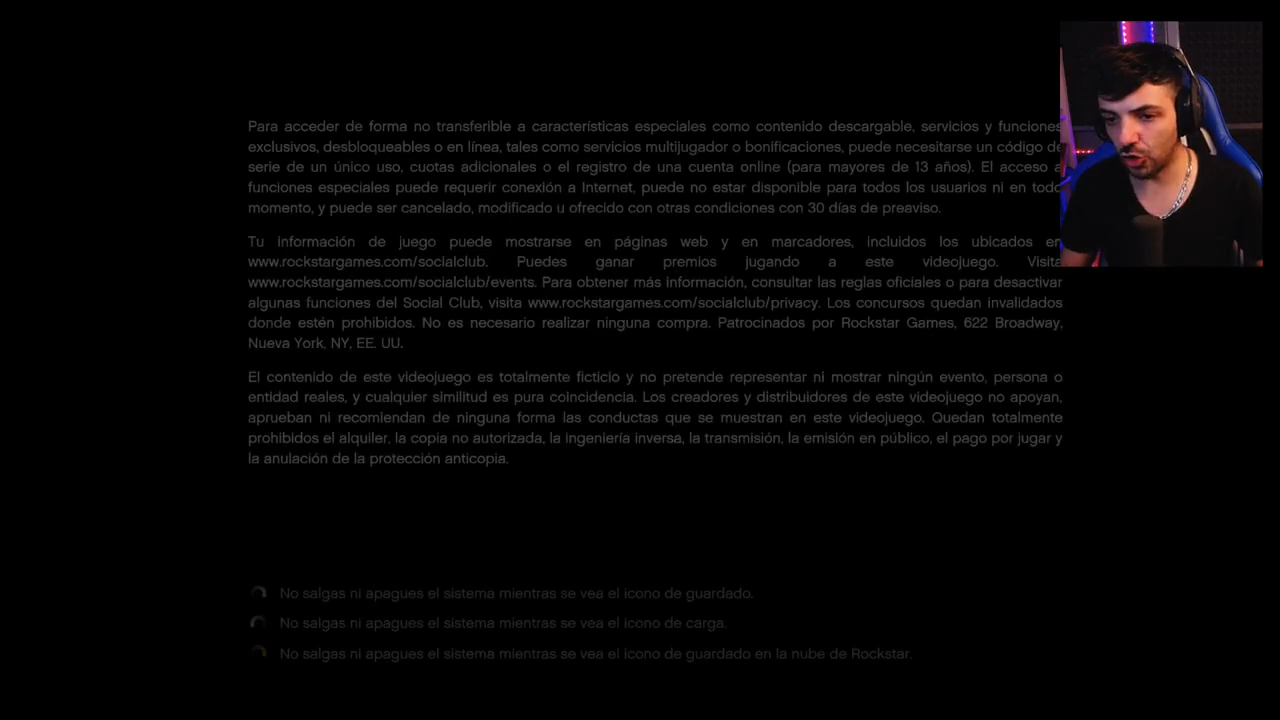 Para acceder de forma no transferible a características especiales como contenido descargable, servicios y funciones
exclusivos, desbloqueables o en línea, tales como servicios multijugador o bonificaciones, puede necesitarse un código de
serie de un único uso, cuotas adicionales o el registro de una cuenta online (para mayores de 13 años). El acceso a
funciones especiales puede requerir conexión a Internet, puede no estar disponible para todos los usuarios ni en todo
momento, y puede ser cancelado, modificado u ofrecido con otras condiciones con 30 días de preaviso.
Tu información de juego puede mostrarse en páginas web y en marcadores, incluidos los ubicados en
www.rockstargames.com/socialclub. Puedes ganar premios jugando a este videojuego. Visita
www.rockstargames.com/socialclub/events. Para obtener más información, consultar las reglas oficiales o para desactivar
algunas funciones del Social Club, visita www.rockstargames.com/socialclub/privacy. Los concursos quedan invalidados
donde estén prohibidos. No es necesario realizar ninguna compra. Patrocinados por Rockstar Games, 622 Broadway,
Nueva York, NY, EE. UU.
El contenido de este videojuego es totalmente ficticio y no pretende representar ni mostrar ningún evento, persona o
entidad reales, y cualquier similitud es pura coincidencia. Los creadores y distribuidores de este videojuego no apoyan,
aprueban ni recomiendan de ninguna forma las conductas que se muestran en este videojuego. Quedan totalmente
prohibidos el alquiler, la copia no autorizada, la ingeniería inversa, la transmisión, la emisión en público, el pago por jugar y
la anulación de la protección anticopia.
No salgas ni apagues el sistema mientras se vea el icono de guardado.
No salgas ni apagues el sistema mientras se vea el icono de carga.
No salgas ni apagues el sistema mientras se vea el icono de guardado en la nube de Rockstar.